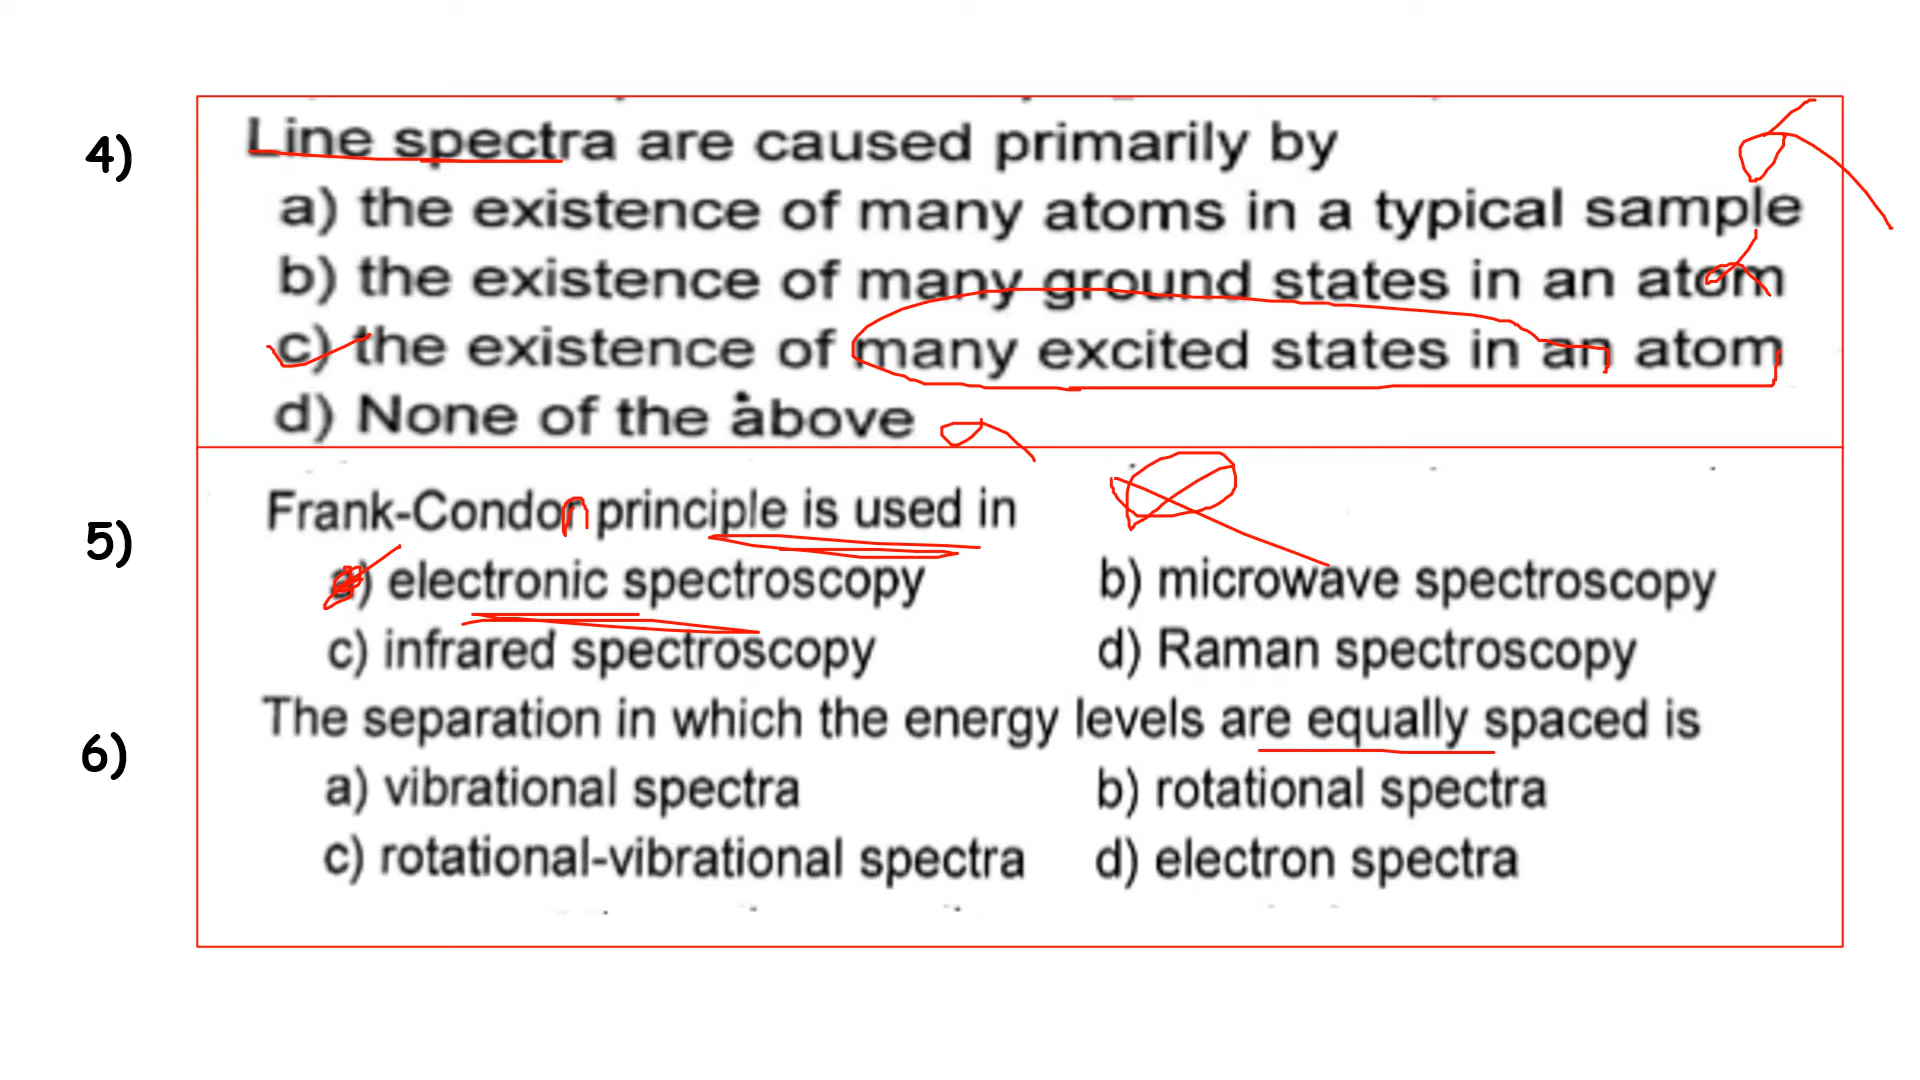 4)
Line spectra are caused primarily by
a) the existence of many atoms in a typical sample
b) the existence of many ground states in an atom
c) the existence of many excited states in an atom
d) None of the above
5)
Frank-Condon principle is used in
a) electronic spectroscopy b) microwave spectroscopy
c) infrared spectroscopy d) Raman spectroscopy
6)
The separation in which the energy levels are equally spaced is
a) vibrational spectra b) rotational spectra
c) rotational-vibrational spectra d) electron spectra